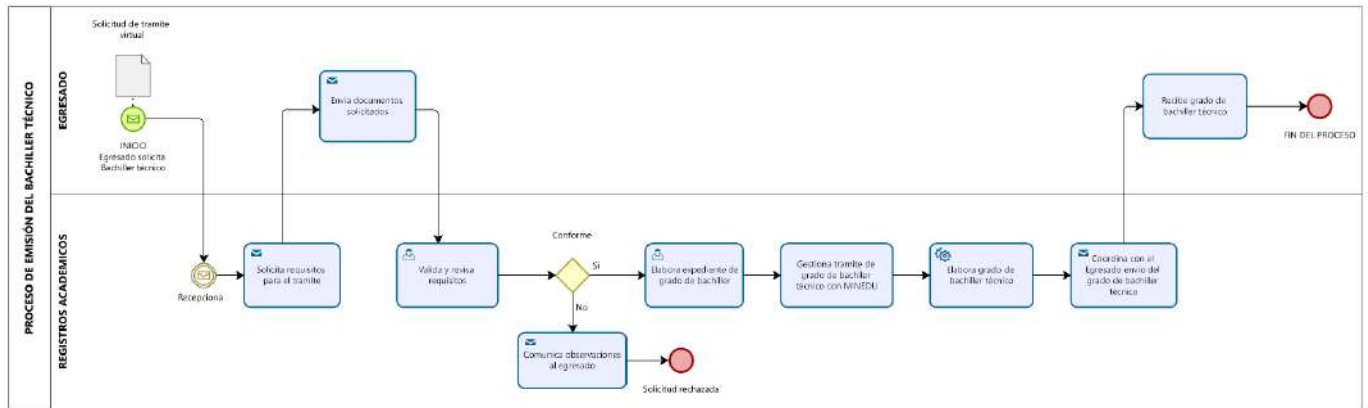 PROCESO DE EMISIÓN DEL BACHILLER TÉCNICO
EGRESADO
Solicitud de tramite
virtual
INICIO
Egresado solicita
Bachiller técnico
Envia documentos
solicitados
Recibe grado de
bachiller técnico
FIN DEL PROCESO
REGISTROS ACADEMICOS
Recepciona
Solicita requisitos
para el tramite
Valida y revisa
requisitos
Conforme
Si
No
Comunica observaciones
al egresado
Solicitud rechazada
Elabora expediente de
grado de bachiller
Gestiona tramite de
grado de bachiller
técnico con MINEDU
Elabora grado de
bachiller técnico
Coordina con el
Egresado envio del
grado de bachiller
técnico